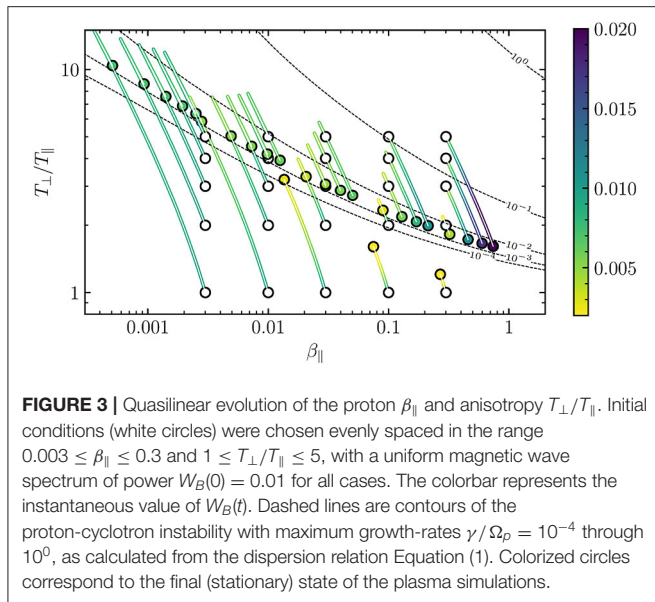 10
1
T⊥/T∥
0.001
0.01
0.1
1
β∥
10⁰
10⁻¹
10⁻²
10⁻³
10⁻⁴
0.020
0.015
0.010
0.005
FIGURE 3 | Quasilinear evolution of the proton β∥ and anisotropy T⊥/T∥. Initial
conditions (white circles) were chosen evenly spaced in the range
0.003 ≤ β∥ ≤ 0.3 and 1 ≤ T⊥/T∥ ≤ 5, with a uniform magnetic wave
spectrum of power W_B(0) = 0.01 for all cases. The colorbar represents the
instantaneous value of W_B(t). Dashed lines are contours of the
proton-cyclotron instability with maximum growth-rates γ/Ω_p = 10⁻⁴ through
10⁰, as calculated from the dispersion relation Equation (1). Colorized circles
correspond to the final (stationary) state of the plasma simulations.